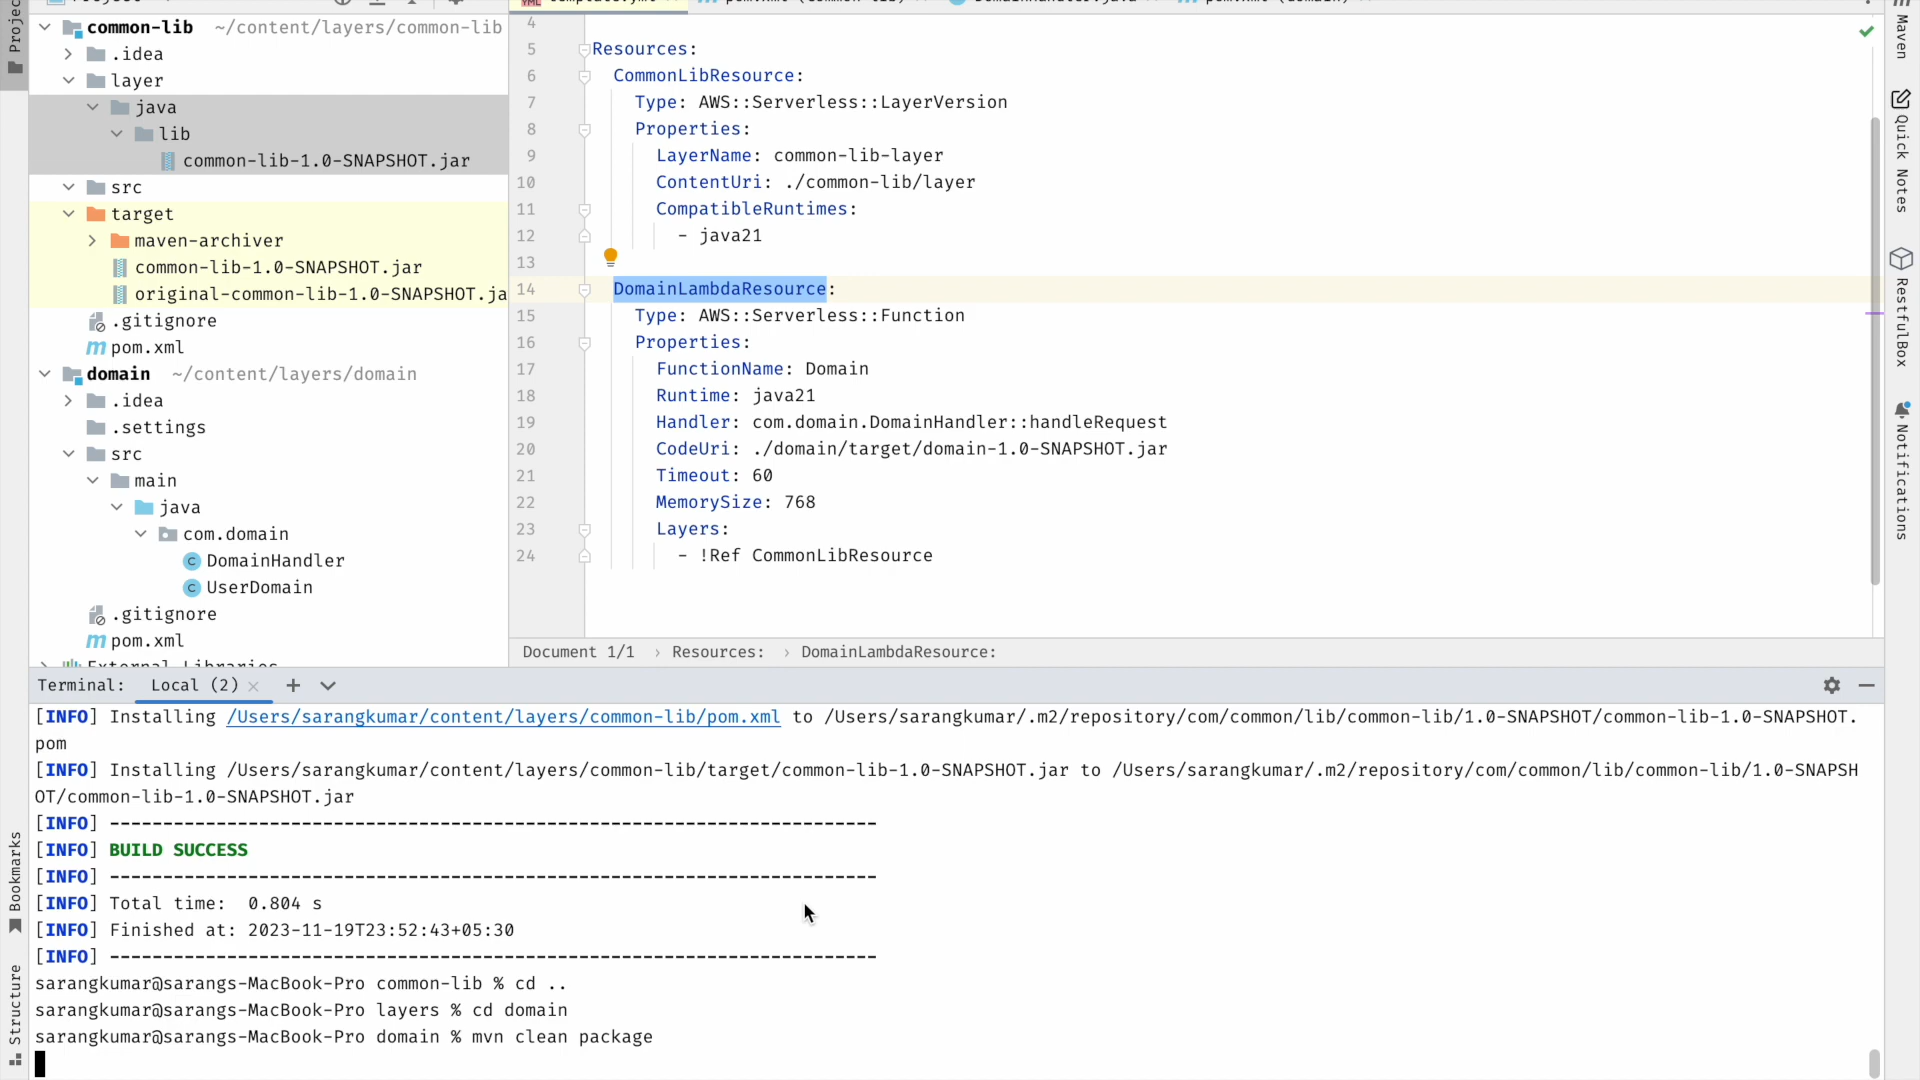 Project
common-lib ~/content/layers/common-lib
.idea
layer
java
lib
common-lib-1.0-SNAPSHOT.jar
src
target
maven-archiver
common-lib-1.0-SNAPSHOT.jar
original-common-lib-1.0-SNAPSHOT.ja
.gitignore
pom.xml
domain ~/content/layers/domain
.idea
.settings
src
main
java
com.domain
DomainHandler
UserDomain
.gitignore
pom.xml
External Libraries
4
5 Resources:
6 CommonLibResource:
7 Type: AWS::Serverless::LayerVersion
8 Properties:
9 LayerName: common-lib-layer
10 ContentUri: ./common-lib/layer
11 CompatibleRuntimes:
12 - java21
13
14 DomainLambdaResource:
15 Type: AWS::Serverless::Function
16 Properties:
17 FunctionName: Domain
18 Runtime: java21
19 Handler: com.domain.DomainHandler::handleRequest
20 CodeUri: ./domain/target/domain-1.0-SNAPSHOT.jar
21 Timeout: 60
22 MemorySize: 768
23 Layers:
24 - !Ref CommonLibResource
Document 1/1 › Resources: › DomainLambdaResource:
Maven
Quick Notes
RestfulBox
Notifications
Terminal: Local (2)
[INFO] Installing /Users/sarangkumar/content/layers/common-lib/pom.xml to /Users/sarangkumar/.m2/repository/com/common/lib/common-lib/1.0-SNAPSHOT/common-lib-1.0-SNAPSHOT.
pom
[INFO] Installing /Users/sarangkumar/content/layers/common-lib/target/common-lib-1.0-SNAPSHOT.jar to /Users/sarangkumar/.m2/repository/com/common/lib/common-lib/1.0-SNAPSH
OT/common-lib-1.0-SNAPSHOT.jar
[INFO] ------------------------------------------------------------------------
[INFO] BUILD SUCCESS
[INFO] ------------------------------------------------------------------------
[INFO] Total time:  0.804 s
[INFO] Finished at: 2023-11-19T23:52:43+05:30
[INFO] ------------------------------------------------------------------------
sarangkumar@sarangs-MacBook-Pro common-lib % cd ..
sarangkumar@sarangs-MacBook-Pro layers % cd domain
sarangkumar@sarangs-MacBook-Pro domain % mvn clean package
Bookmarks
Structure